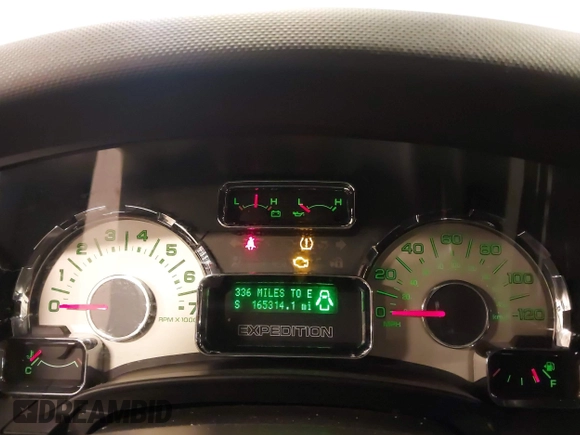 L H L H
0 1 2 3 4 5 6 7
RPM X 1000
0 20 40 60 80 100 120
MPH
336 MILES TO E
S 165314.1 mi
EXPEDITION
C
F
DREAMBID